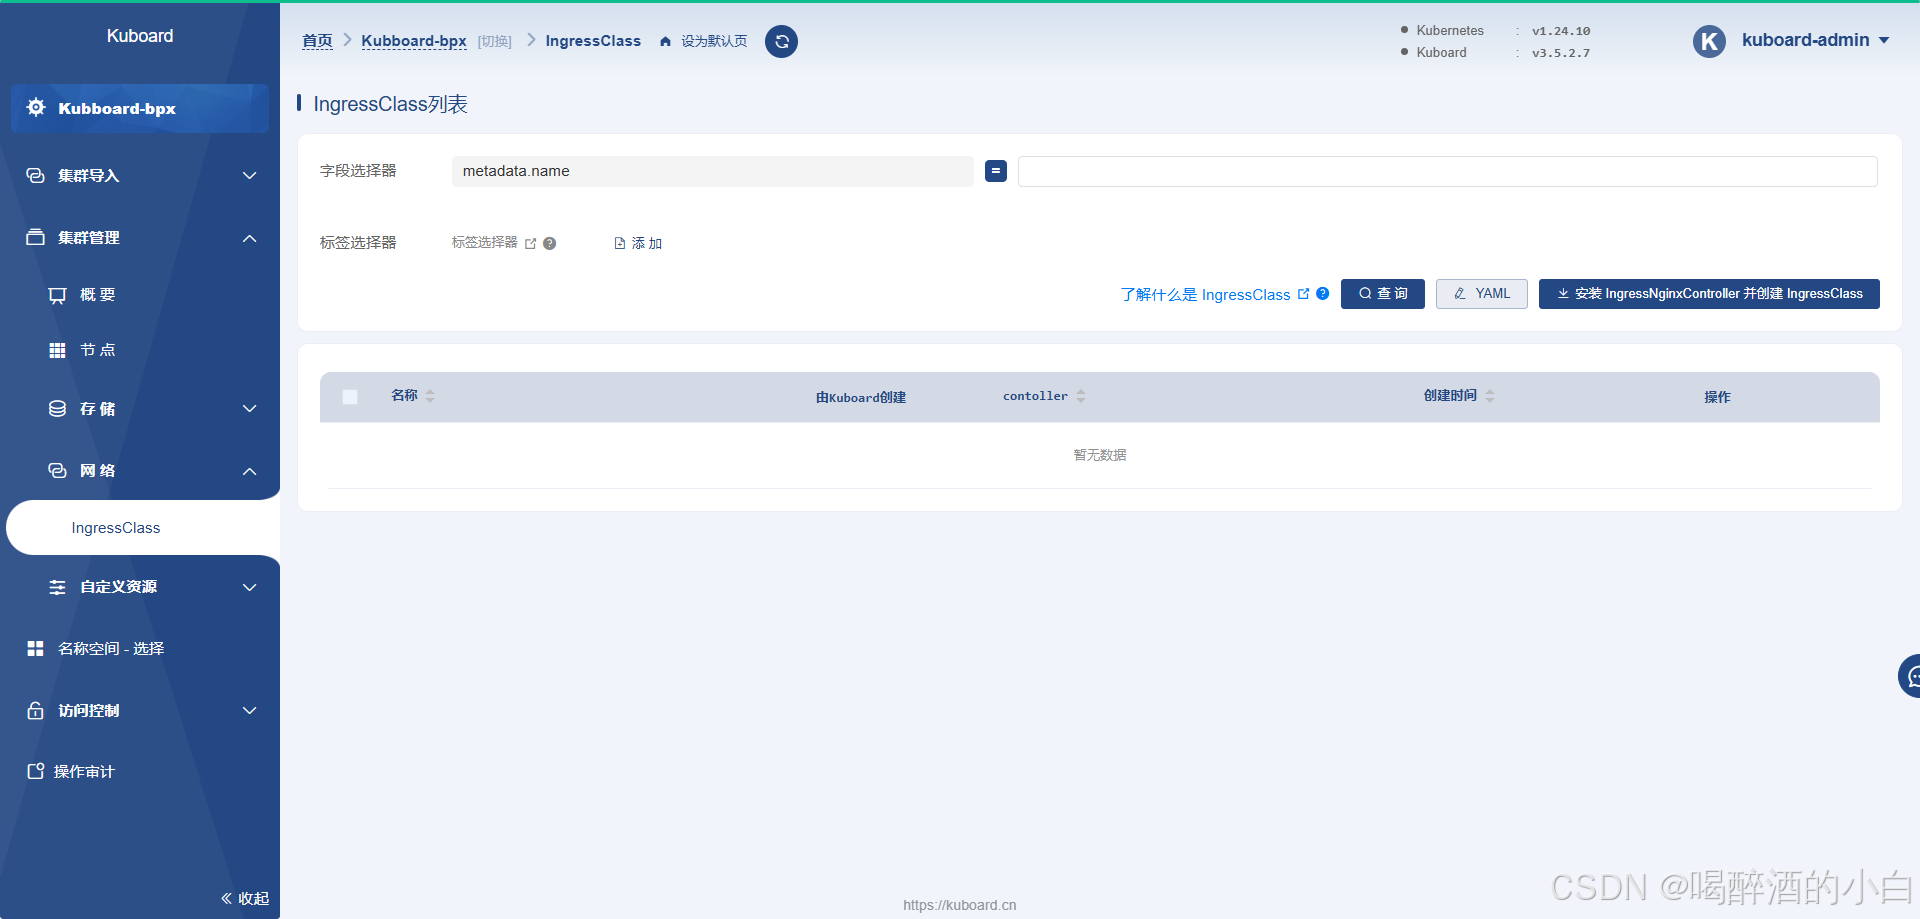 Kuboard
Kubboard-bpx
集群导入
集群管理
概 要
节 点
存 储
网 络
IngressClass
自定义资源
名称空间 - 选择
访问控制
操作审计
收起
首页 Kubboard-bpx [切换] IngressClass 设为默认页
Kubernetes : v1.24.10
Kuboard : v3.5.2.7
K kuboard-admin
IngressClass列表
字段选择器 metadata.name =
标签选择器 标签选择器 添 加
了解什么是 IngressClass 查 询 YAML 安装 IngressNginxController 并创建 IngressClass
名称 由Kuboard创建 contoller 创建时间 操作
暂无数据
https://kuboard.cn
CSDN @喝醉酒的小白